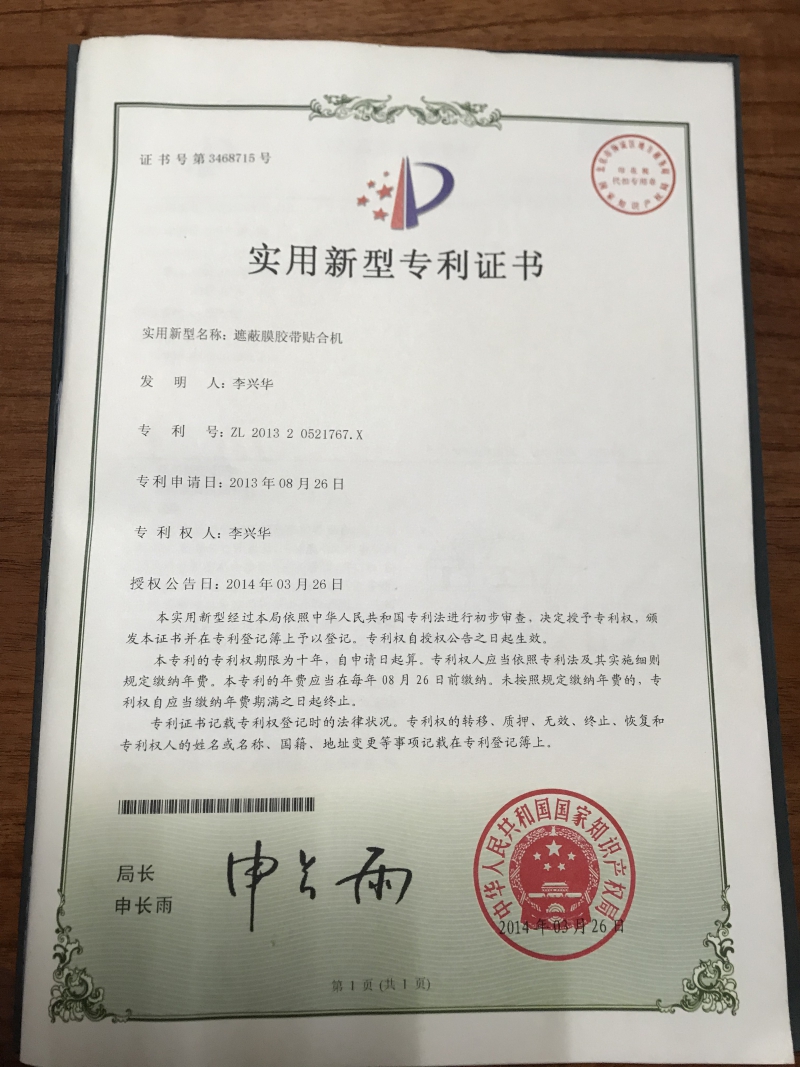 证书号第3468715号
实用新型专利证书
实用新型名称：遮蔽膜胶带贴合机
发明人：李兴华
专利号：ZL 2013 2 0521767.X
专利申请日：2013年08月26日
专利权人：李兴华
授权公告日：2014年03月26日
本实用新型经过本局依照中华人民共和国专利法进行初步审查，决定授予专利权，颁
发本证书并在专利登记簿上予以登记。专利权自授权公告之日起生效。
本专利的专利权期限为十年，自申请日起算。专利权人应当依照专利法及其实施细则
规定缴纳年费。本专利的年费应当在每年08月26日前缴纳。未按照规定缴纳年费的，专
利权自应当缴纳年费期满之日起终止。
专利证书记载专利权登记时的法律状况。专利权的转移、质押、无效、终止、恢复和
专利权人的姓名或名称、国籍、地址变更等事项记载在专利登记簿上。
局长
申长雨
申长雨
中华人民共和国国家知识产权局
2014年03月26日
第1页(共1页)